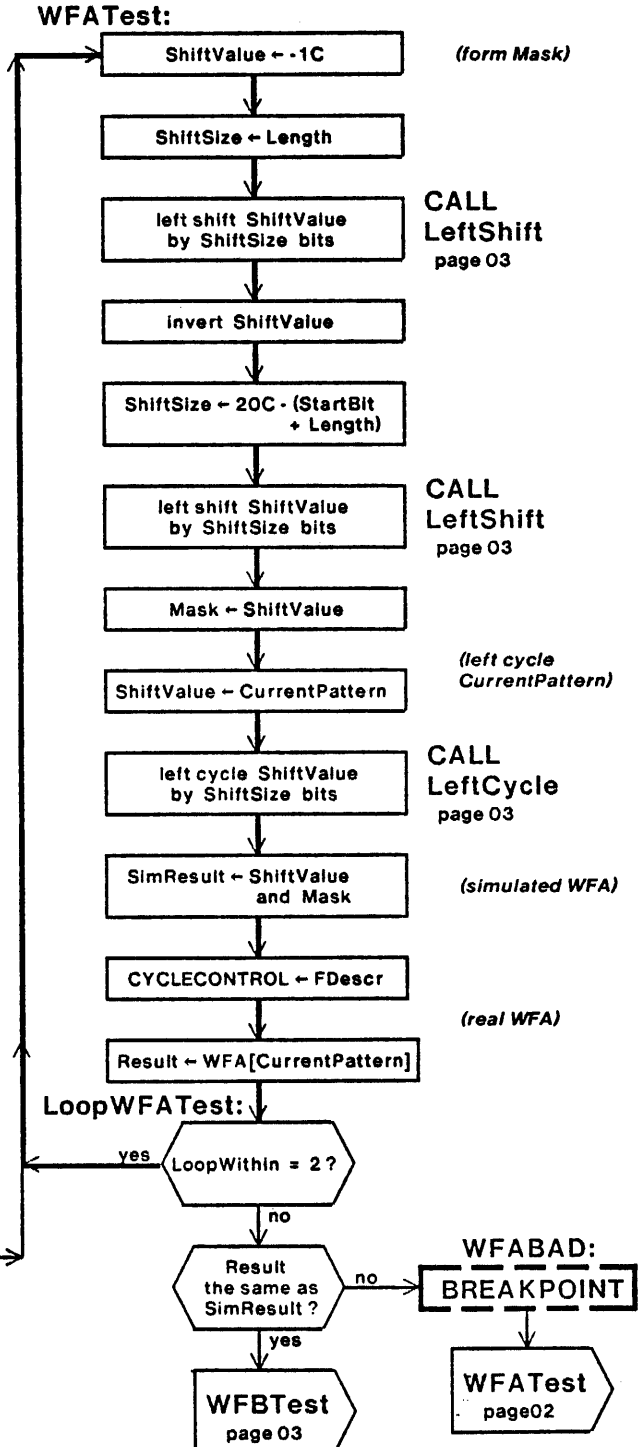 WFATest:
ShiftValue ← -1C
(form Mask)
ShiftSize ← Length
left shift ShiftValue
by ShiftSize bits
CALL
LeftShift
page 03
invert ShiftValue
ShiftSize ← 20C - (StartBit
+ Length)
left shift ShiftValue
by ShiftSize bits
CALL
LeftShift
page 03
Mask ← ShiftValue
(left cycle
CurrentPattern)
ShiftValue ← CurrentPattern
left cycle ShiftValue
by ShiftSize bits
CALL
LeftCycle
page 03
SimResult ← ShiftValue
and Mask
(simulated WFA)
CYCLECONTROL ← FDescr
(real WFA)
Result ← WFA[CurrentPattern]
LoopWFATest:
yes
LoopWithin = 2?
no
WFABAD:
Result
the same as
SimResult?
no
BREAKPOINT
yes
WFBTest
page 03
WFATest
page02